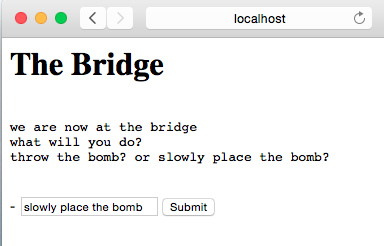 localhost
The Bridge
we are now at the bridge
what will you do?
throw the bomb? or slowly place the bomb?
- slowly place the bomb Submit